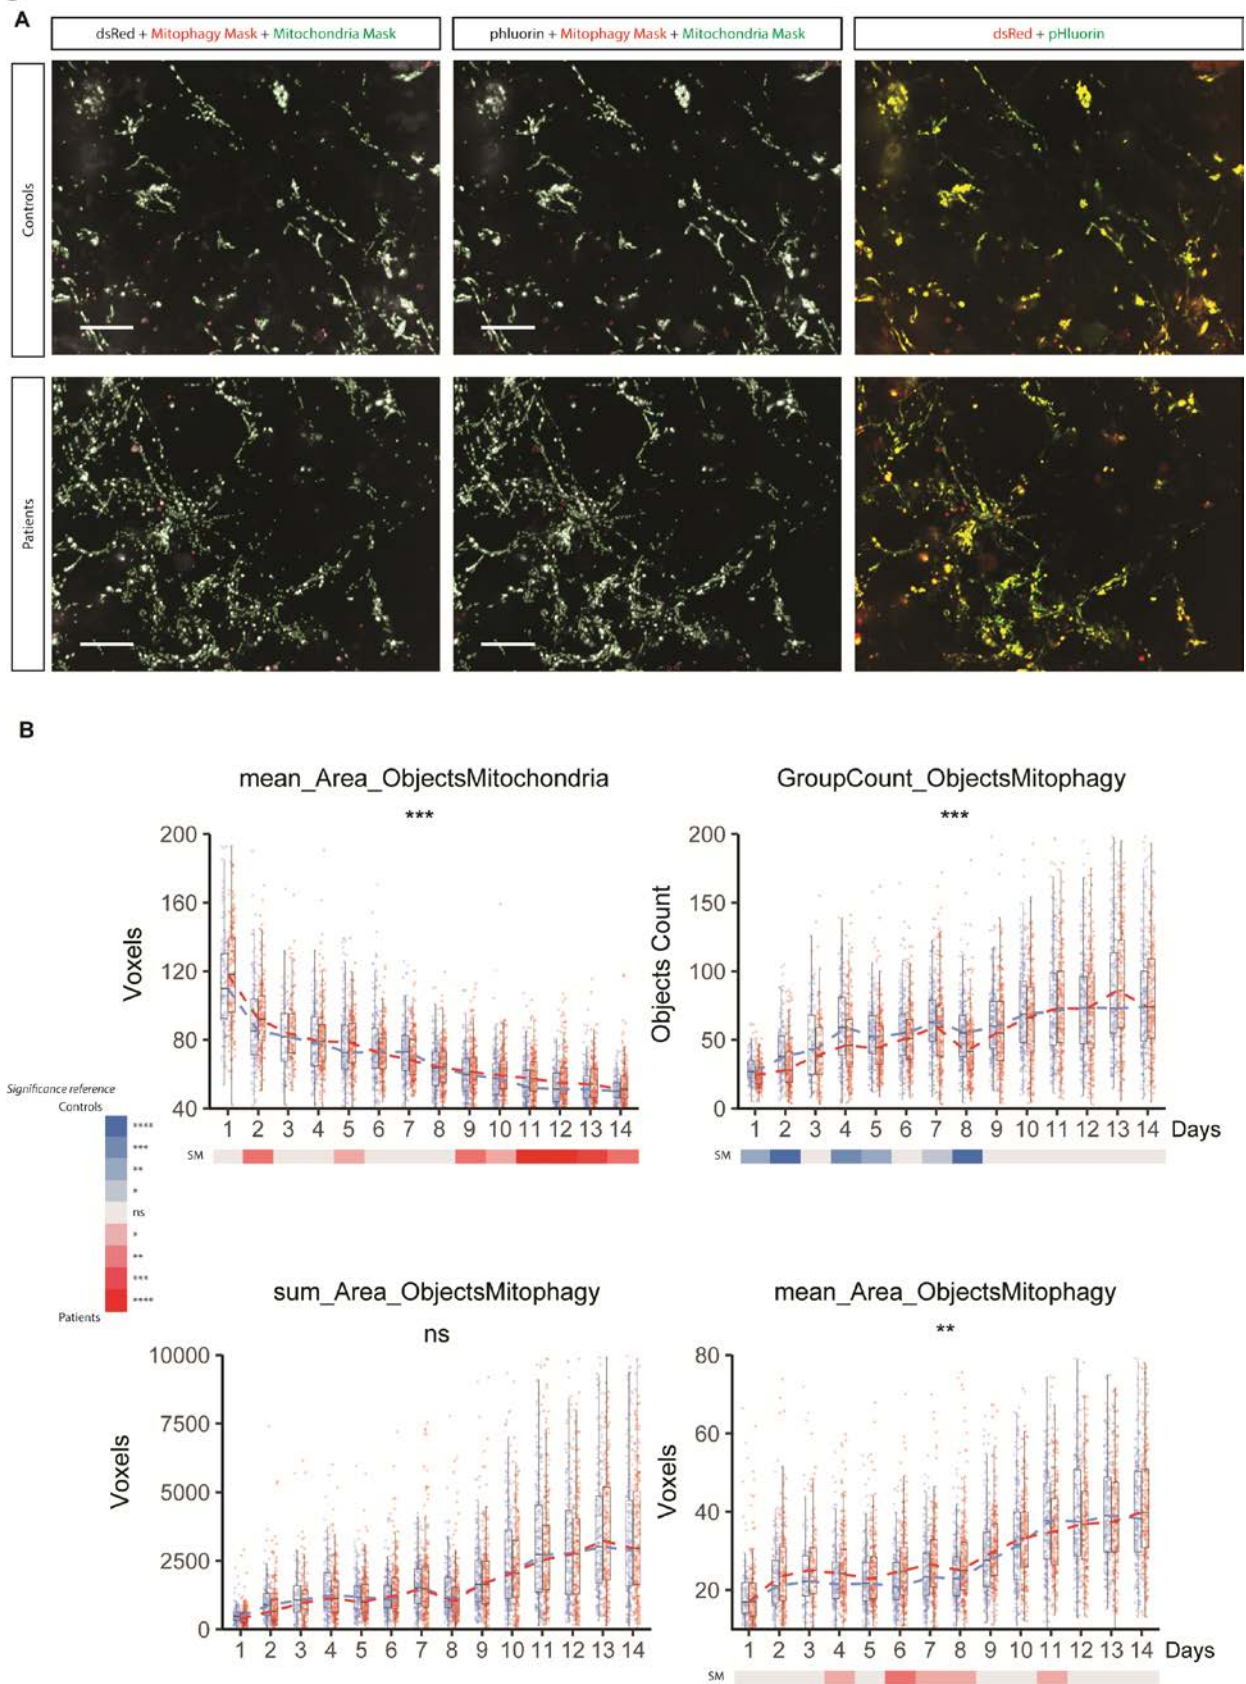 A
dsRed + Mitophagy Mask + Mitochondria Mask
phluorin + Mitophagy Mask + Mitochondria Mask
dsRed + pHluorin
Controls
Patients
B
mean_Area_ObjectsMitochondria
***
Voxels
200
160
120
80
40
1 2 3 4 5 6 7 8 9 10 11 12 13 14
SM
GroupCount_ObjectsMitophagy
***
Objects Count
200
150
100
50
0
1 2 3 4 5 6 7 8 9 10 11 12 13 14 Days
SM
Significance reference
Controls
****
***
**
*
ns
*
**
***
****
Patients
sum_Area_ObjectsMitophagy
ns
Voxels
10000
7500
5000
2500
0
1 2 3 4 5 6 7 8 9 10 11 12 13 14
mean_Area_ObjectsMitophagy
**
Voxels
80
60
40
20
1 2 3 4 5 6 7 8 9 10 11 12 13 14 Days
SM